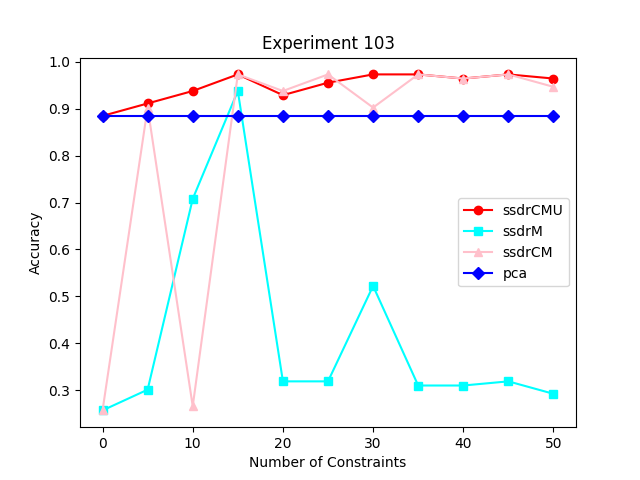 Experiment 103
Accuracy
1.0
0.9
0.8
0.7
0.6
0.5
0.4
0.3
ssdrCMU
ssdrM
ssdrCM
pca
0 10 20 30 40 50
Number of Constraints